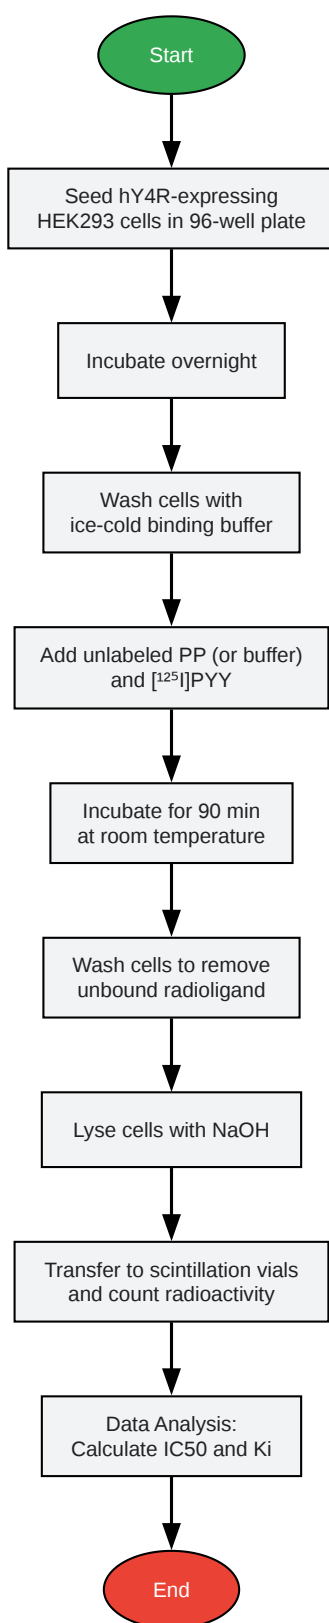 Start
Seed hY4R-expressing
HEK293 cells in 96-well plate
Incubate overnight
Wash cells with
ice-cold binding buffer
Add unlabeled PP (or buffer)
and [¹²⁵I]PYY
Incubate for 90 min
at room temperature
Wash cells to remove
unbound radioligand
Lyse cells with NaOH
Transfer to scintillation vials
and count radioactivity
Data Analysis:
Calculate IC50 and Ki
End